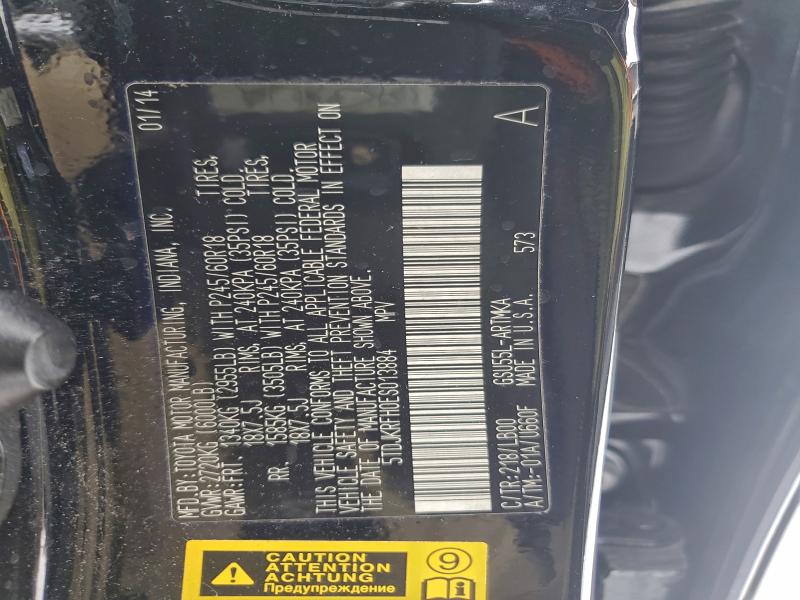 MFD.BY:TOYOTA MOTOR MANUFACTURING, INDIANA, INC. 01/14
GVWR:2720KG (6000LB)
GAWR:FRT 1340KG (2955LB) WITH P245/60R18 TIRES,
18X7.5J RIMS, AT 240KPA (35PSI) COLD.
RR. 1585KG (3505LB) WITH P245/60R18 TIRES,
18X7.5J RIMS, AT 240KPA (35PSI) COLD.
THIS VEHICLE CONFORMS TO ALL APPLICABLE FEDERAL MOTOR
VEHICLE SAFETY AND THEFT PREVENTION STANDARDS IN EFFECT ON
THE DATE OF MANUFACTURE SHOWN ABOVE.
5TDJKRFH0ES013884 MPV
C/TR:218/LB00 GSU55L-ARTMKA
A/TM:-01A/U660F MADE IN U.S.A. 573 A
CAUTION
ATTENTION
ACHTUNG
Предупреждение
9
i